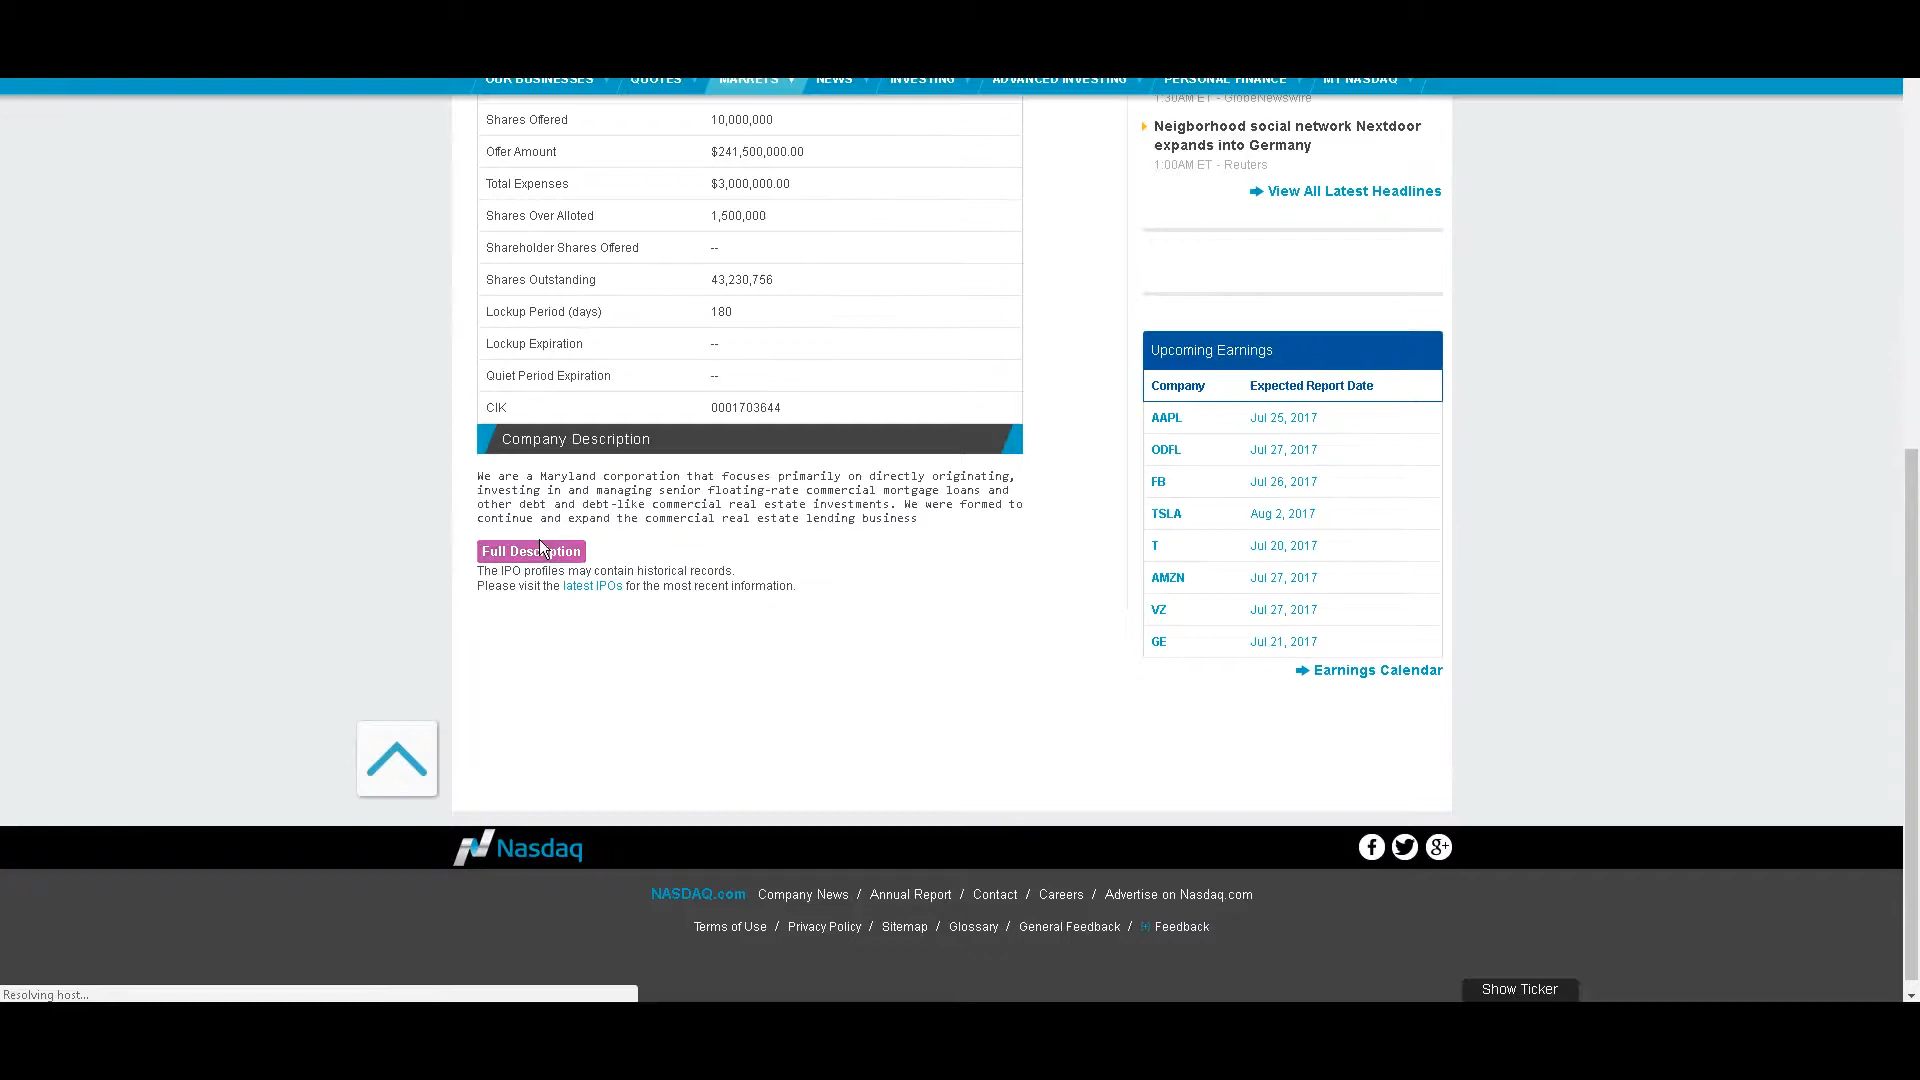 OUR BUSINESSES QUOTES MARKETS NEWS INVESTING ADVANCED INVESTING PERSONAL FINANCE MY NASDAQ
Shares Offered 10,000,000
Offer Amount $241,500,000.00
Total Expenses $3,000,000.00
Shares Over Alloted 1,500,000
Shareholder Shares Offered --
Shares Outstanding 43,230,756
Lockup Period (days) 180
Lockup Expiration --
Quiet Period Expiration --
CIK 0001703644
Company Description
We are a Maryland corporation that focuses primarily on directly originating,
investing in and managing senior floating-rate commercial mortgage loans and
other debt and debt-like commercial real estate investments. We were formed to
continue and expand the commercial real estate lending business
Full Description
The IPO profiles may contain historical records.
Please visit the latest IPOs for the most recent information.
1:30AM ET - GlobeNewswire
Neigborhood social network Nextdoor
expands into Germany
1:00AM ET - Reuters
View All Latest Headlines
Upcoming Earnings
Company Expected Report Date
AAPL Jul 25, 2017
ODFL Jul 27, 2017
FB Jul 26, 2017
TSLA Aug 2, 2017
T Jul 20, 2017
AMZN Jul 27, 2017
VZ Jul 27, 2017
GE Jul 21, 2017
Earnings Calendar
Nasdaq
NASDAQ.com Company News / Annual Report / Contact / Careers / Advertise on Nasdaq.com
Terms of Use / Privacy Policy / Sitemap / Glossary / General Feedback / [+] Feedback
Resolving host...
Show Ticker